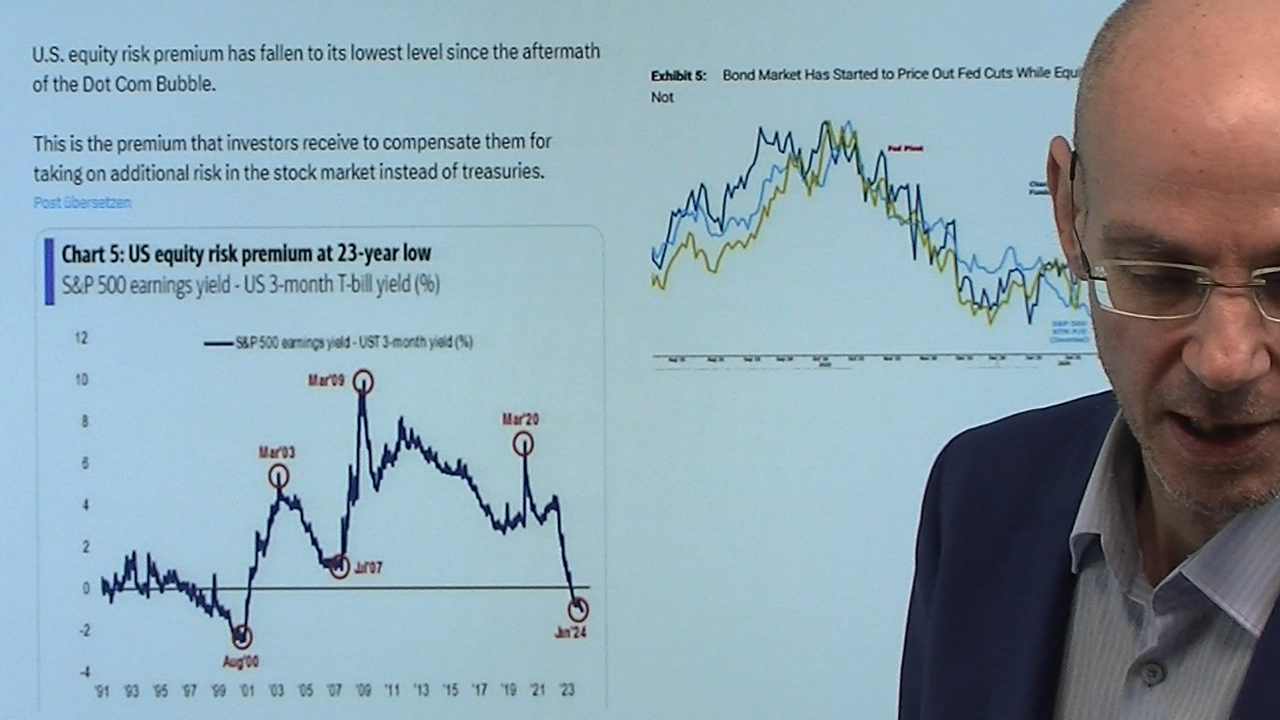 U.S. equity risk premium has fallen to its lowest level since the aftermath
of the Dot Com Bubble.
This is the premium that investors receive to compensate them for
taking on additional risk in the stock market instead of treasuries.
Post übersetzen
Chart 5: US equity risk premium at 23-year low
S&P 500 earnings yield - US 3-month T-bill yield (%)
S&P 500 earnings yield - UST 3-month yield (%)
12
10
8
6
4
2
0
-2
-4
Mar'09
Mar'20
Mar'03
Jul'07
Jan'24
Aug'00
'91 '93 '95 '97 '99 '01 '03 '05 '07 '09 '11 '13 '15 '17 '19 '21 '23
Exhibit 5: Bond Market Has Started to Price Out Fed Cuts While
Not
Fed Pivot
S&P 500